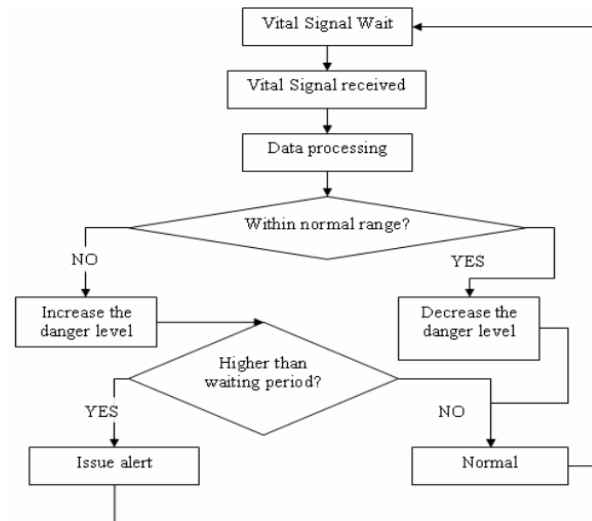 Vital Signal Wait
Vital Signal received
Data processing
Within normal range?
NO
YES
Increase the
danger level
Decrease the
danger level
Higher than
waiting period?
YES
NO
Issue alert
Normal